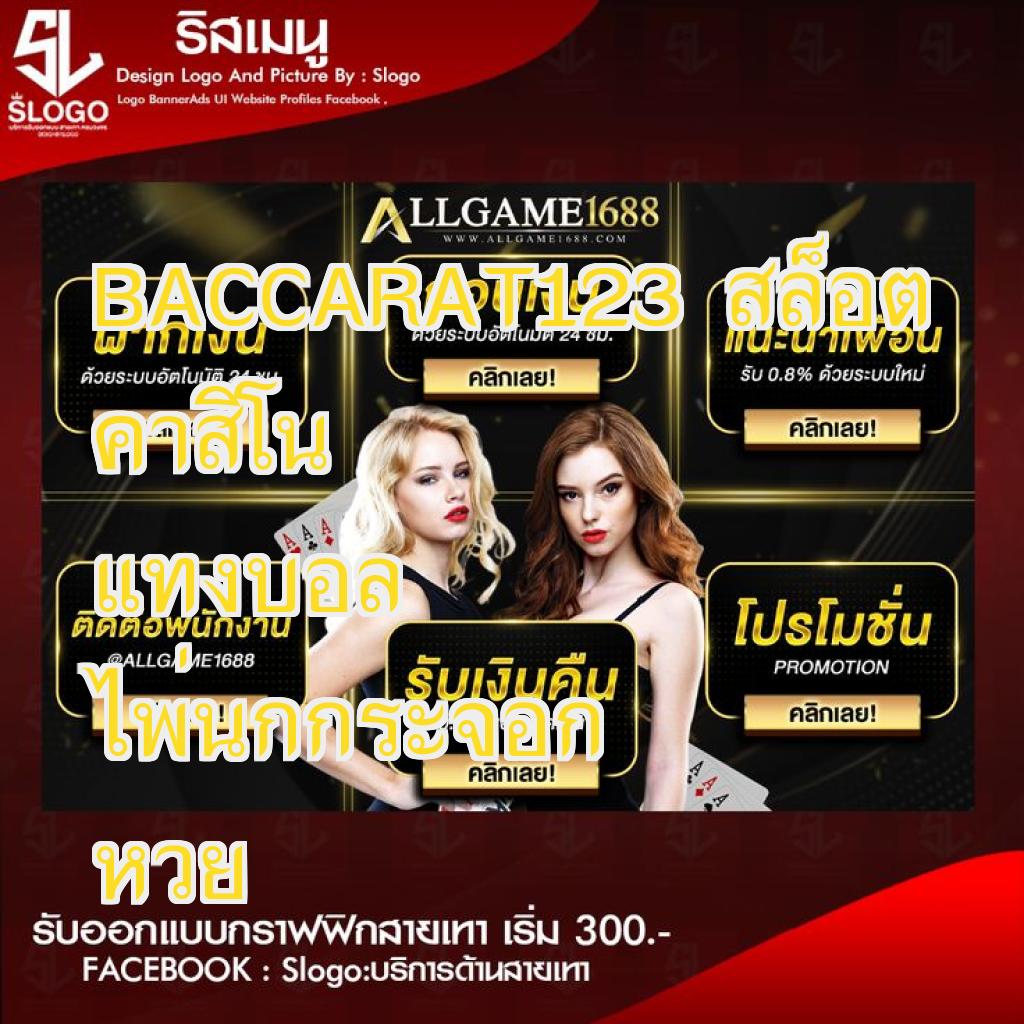 SL
SLOGO
ริสเมนู
Design Logo And Picture By : Slogo
Logo BannerAds UI Website Profiles Facebook .
ALLGAME1688
WWW.ALLGAME1688.COM
BACCARAT123 สล็อต
คาสิโน
แทงบอล
ไพ่นกกระจอก
หวย
ฝากเงิน
ด้วยระบบอัตโนมัติ 24 ชม.
ด้วยระบบอัตโนมัติ 24 ชม.
คลิกเลย!
แนะนำเพื่อน
รับ 0.8% ด้วยระบบใหม่
คลิกเลย!
ติดต่อพนักงาน
@ALLGAME1688
รับเงินคืน
คลิกเลย!
โปรโมชั่น
PROMOTION
คลิกเลย!
รับออกแบบกราฟฟิกสายเทา เริ่ม 300.-
FACEBOOK : Slogo:บริการด้านสายเทา